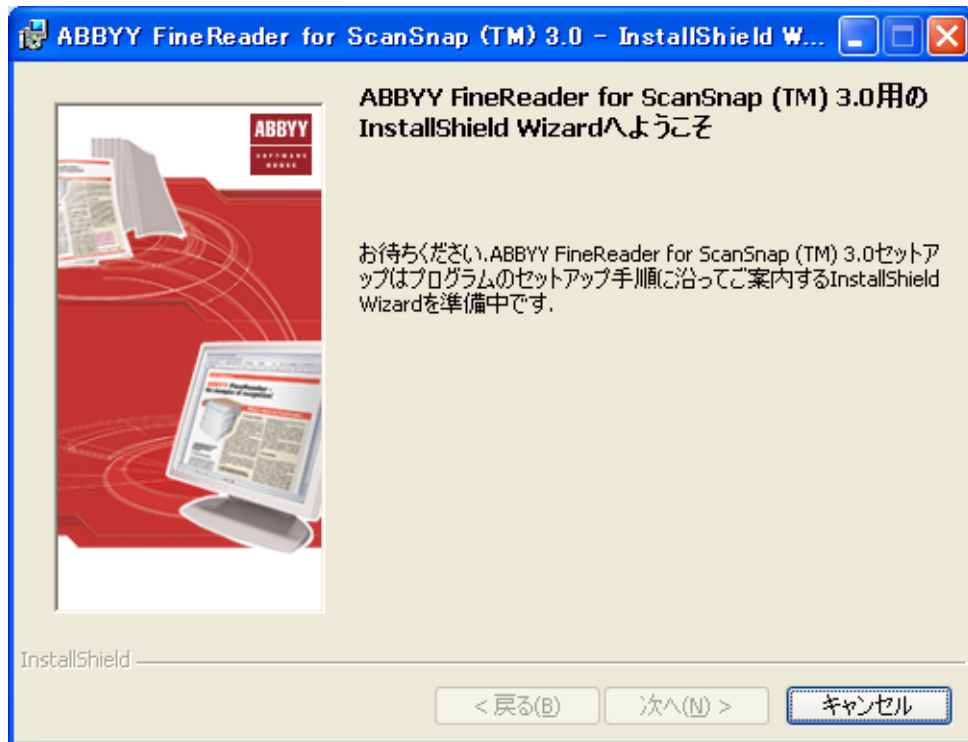 ABBYY FineReader for ScanSnap (TM) 3.0 - InstallShield W...
ABBYY FineReader for ScanSnap (TM) 3.0用の
InstallShield Wizardへようこそ
ABBYY
SOFTWARE
HOUSE
お待ちください.ABBYY FineReader for ScanSnap (TM) 3.0セットア
ップはプログラムのセットアップ手順に沿ってご案内するInstallShield
Wizardを準備中です.
InstallShield
< 戻る(B)
次へ(N) >
キャンセル